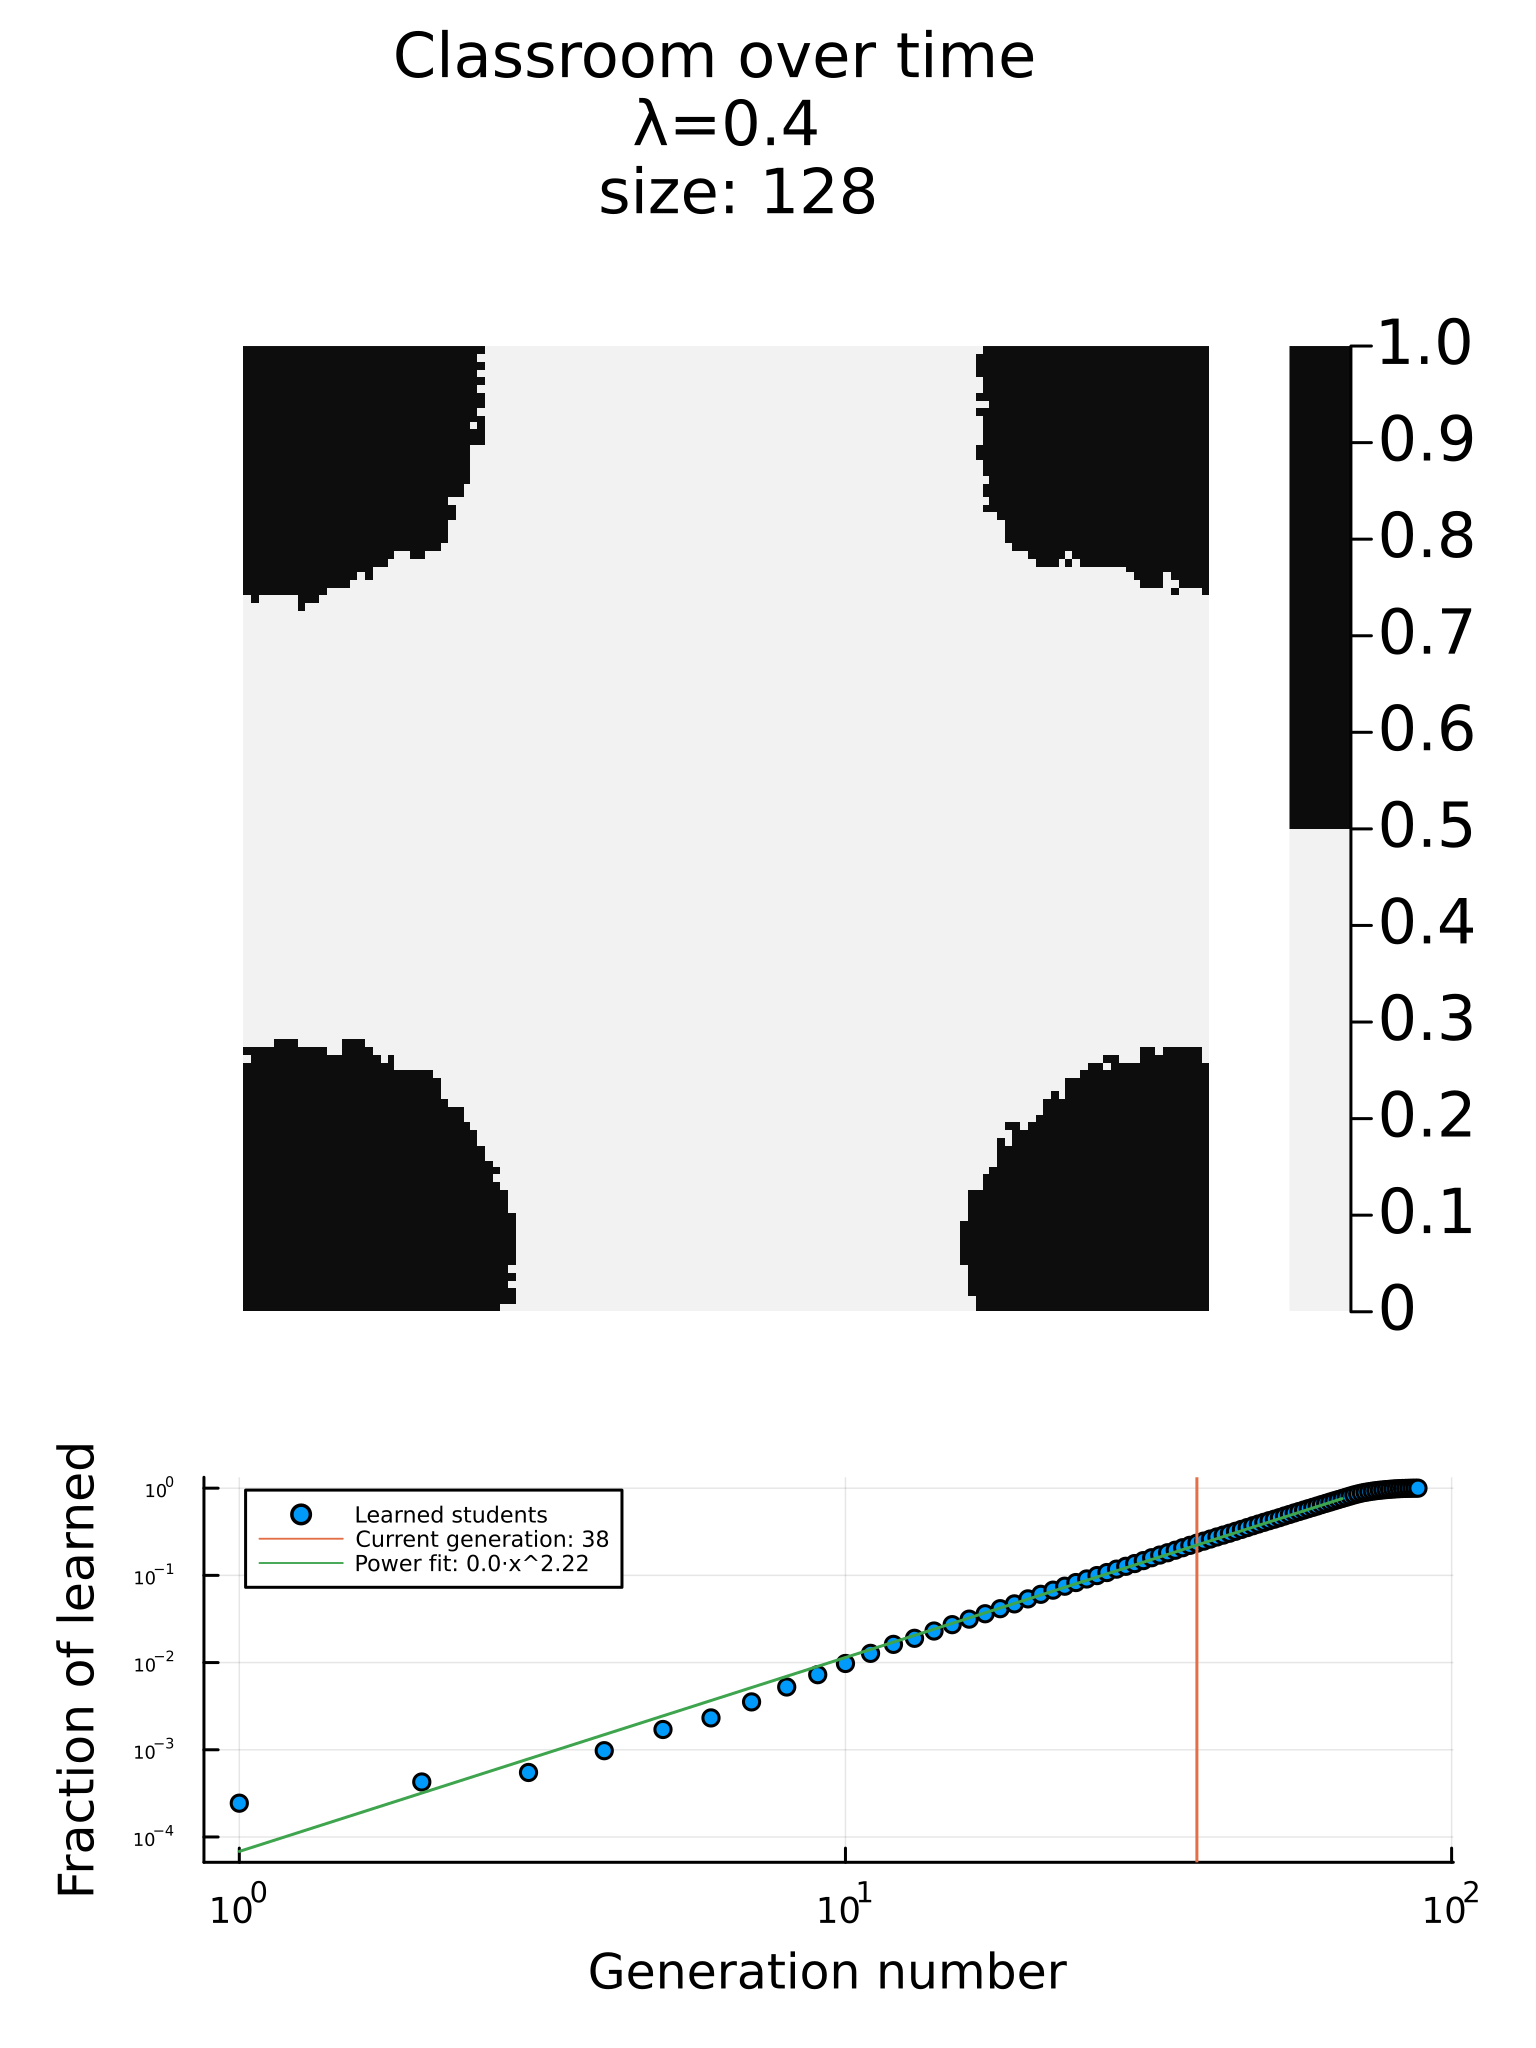 Classroom over time
λ=0.4
size: 128
1.0
0.9
0.8
0.7
0.6
0.5
0.4
0.3
0.2
0.1
0
Fraction of learned
10^0
10^-1
10^-2
10^-3
10^-4
Learned students
Current generation: 38
Power fit: 0.0·x^2.22
10^0
10^1
10^2
Generation number